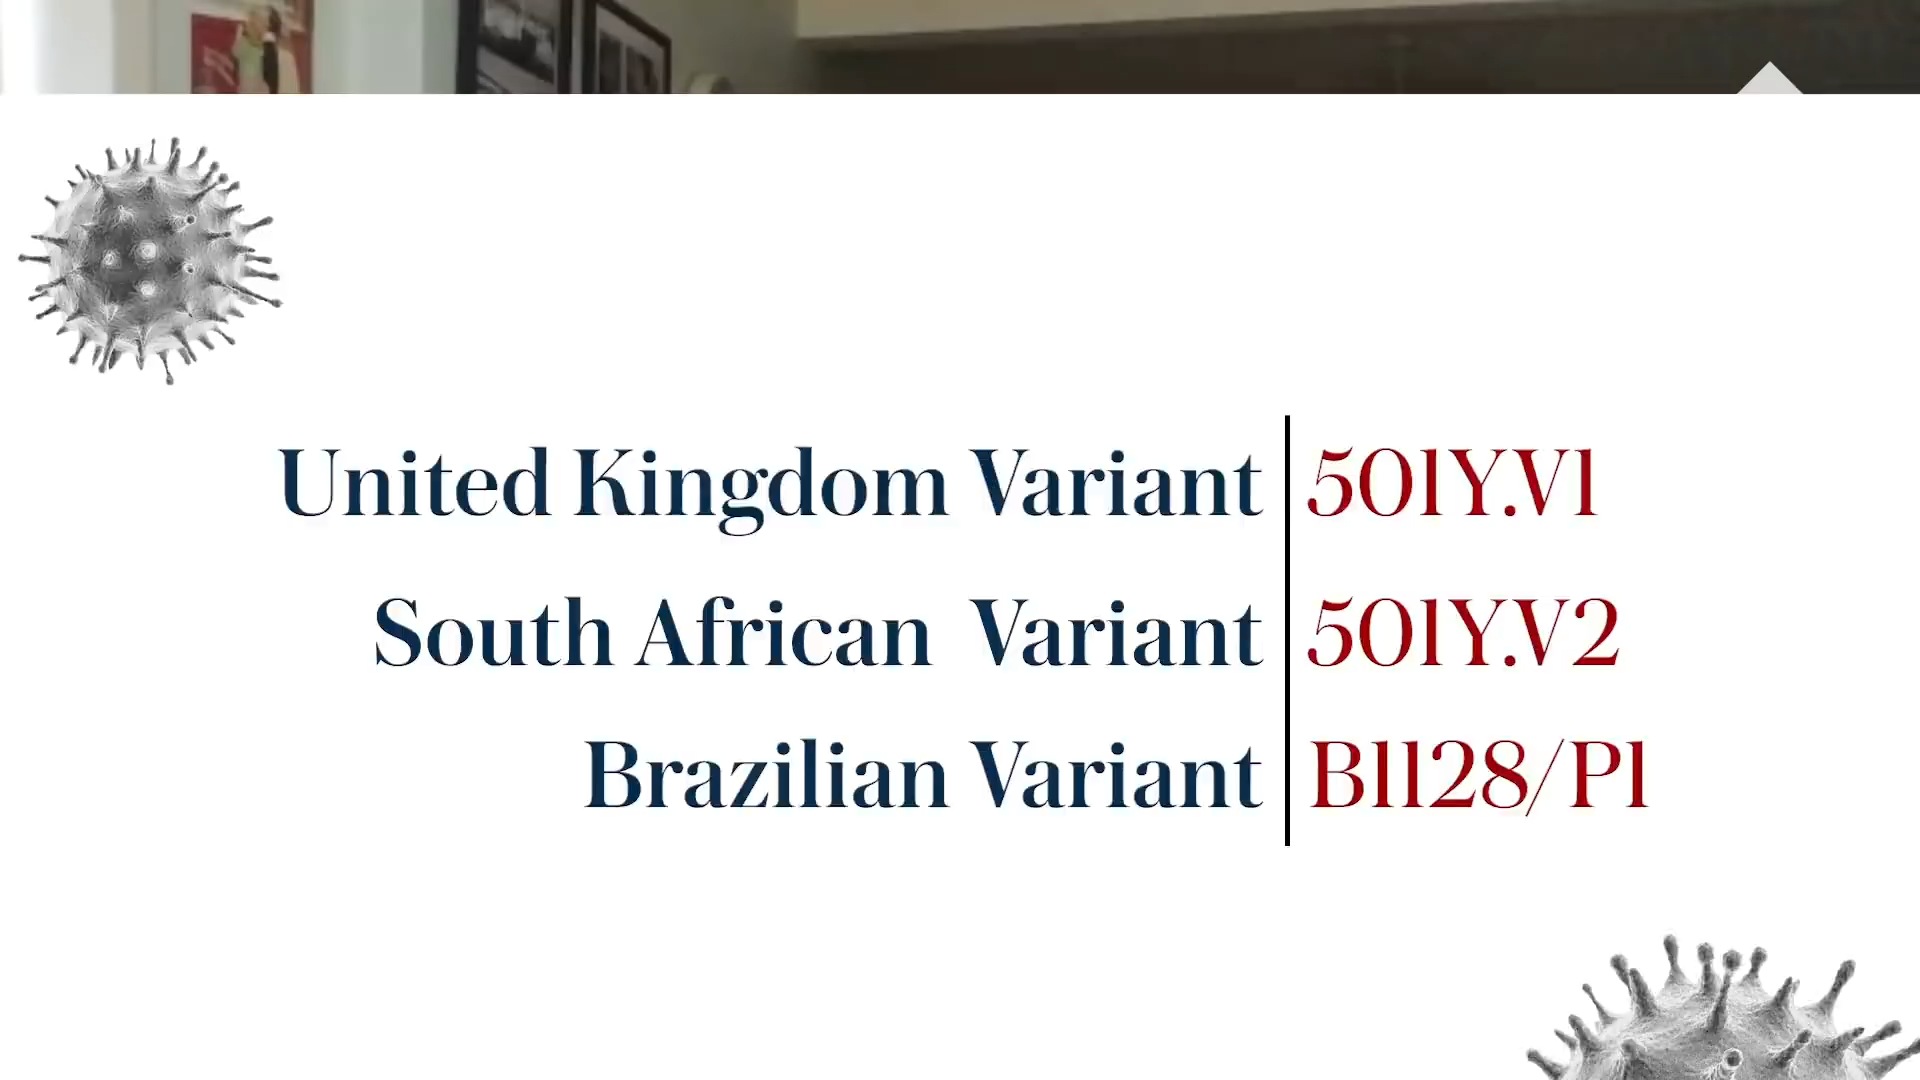 United Kingdom Variant 501Y.V1
South African Variant 501Y.V2
Brazilian Variant B1128/P1